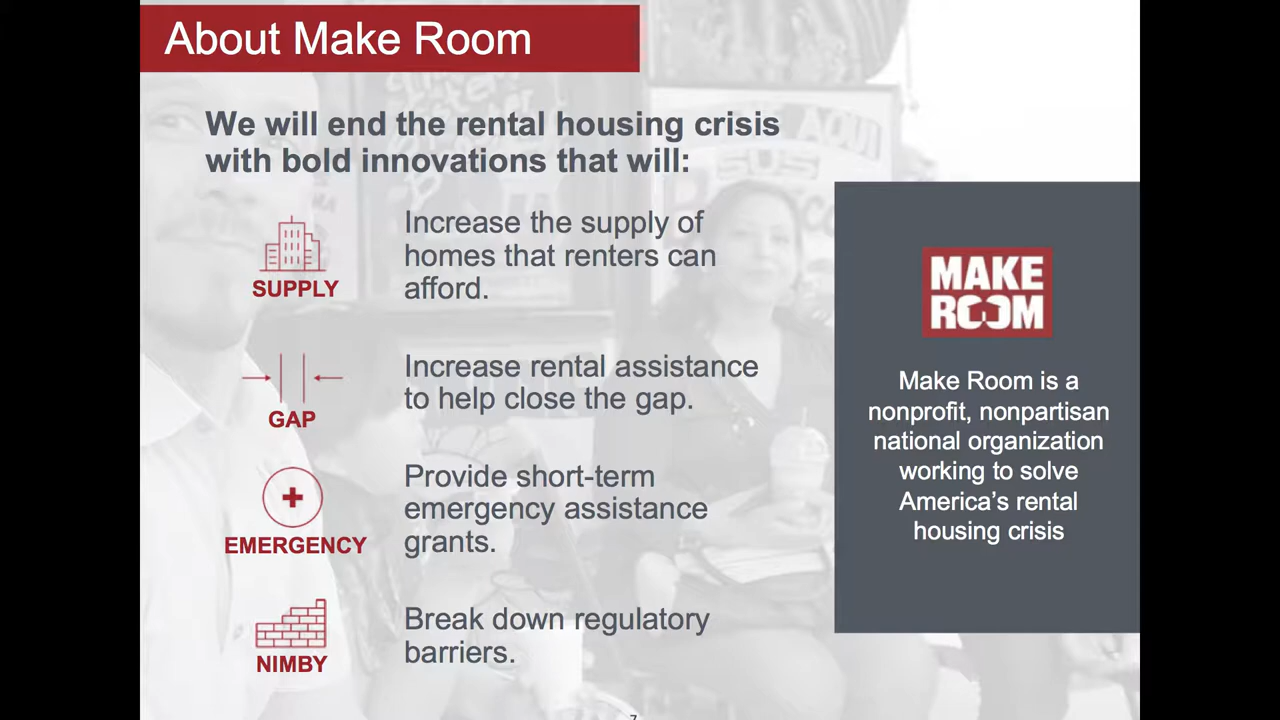 About Make Room
We will end the rental housing crisis
with bold innovations that will:
SUPPLY
Increase the supply of
homes that renters can
afford.
GAP
Increase rental assistance
to help close the gap.
EMERGENCY
Provide short-term
emergency assistance
grants.
NIMBY
Break down regulatory
barriers.
MAKE
ROOM
Make Room is a
nonprofit, nonpartisan
national organization
working to solve
America’s rental
housing crisis
AQUI
SUS